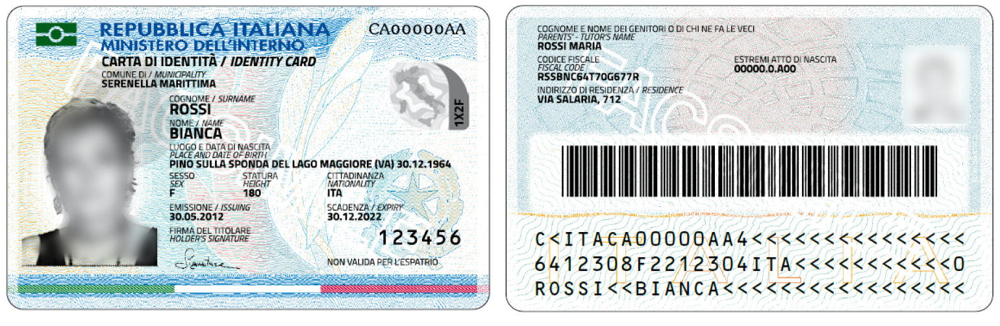 REPUBBLICA ITALIANA
CA00000AA
MINISTERO DELL'INTERNO
CARTA DI IDENTITÀ / IDENTITY CARD
COMUNE DI / MUNICIPALITY
SERENELLA MARITTIMA
COGNOME / SURNAME
ROSSI
NOME / NAME
BIANCA
LUOGO E DATA DI NASCITA
PLACE AND DATE OF BIRTH
PINO SULLA SPONDA DEL LAGO MAGGIORE (VA) 30.12.1964
SESSO STATURA CITTADINANZA
SEX HEIGHT NATIONALITY
F 180 ITA
EMISSIONE / ISSUING SCADENZA / EXPIRY
30.05.2012 30.12.2022
FIRMA DEL TITOLARE
HOLDER'S SIGNATURE
123456
Signature
NON VALIDA PER L'ESPATRIO
1X2F
COGNOME E NOME DEI GENITORI O DI CHI NE FA LE VECI
PARENTS' - TUTOR'S NAME
ROSSI MARIA
CODICE FISCALE ESTREMI ATTO DI NASCITA
FISCAL CODE 00000.0.A00
RSSBNC64T70G677R
INDIRIZZO DI RESIDENZA / RESIDENCE
VIA SALARIA, 712
C<ITACA00000AA4<<<<<<<<<<<<<<<
6412308F2212304ITA<<<<<<<<<<<0
ROSSI<<BIANCA<<<<<<<<<<<<<<<<<
ITALIA